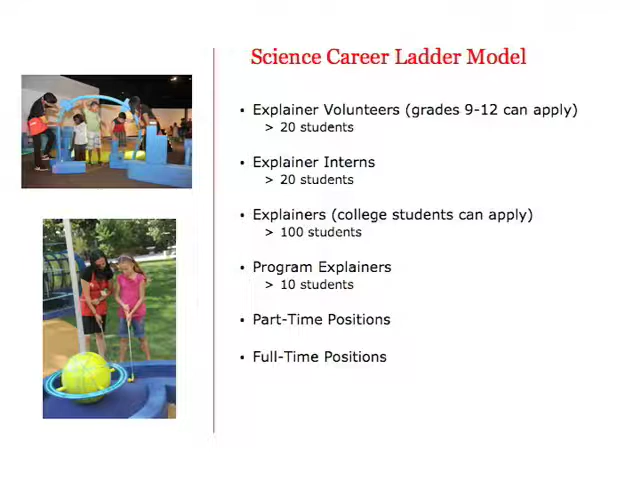 Science Career Ladder Model
▪ Explainer Volunteers (grades 9-12 can apply)
> 20 students
▪ Explainer Interns
> 20 students
▪ Explainers (college students can apply)
> 100 students
▪ Program Explainers
> 10 students
▪ Part-Time Positions
▪ Full-Time Positions